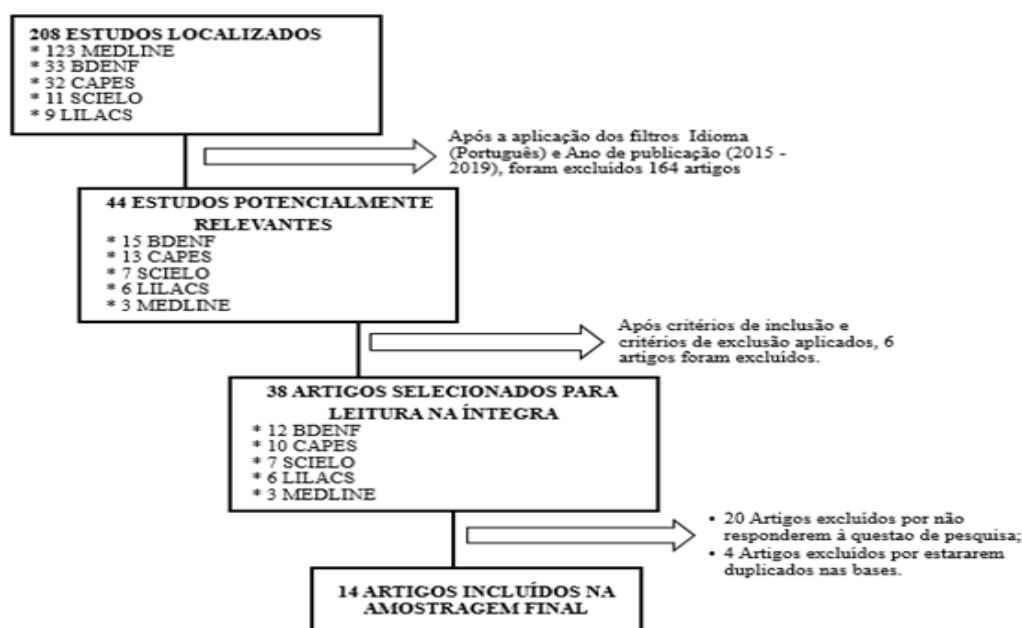 208 ESTUDOS LOCALIZADOS
* 123 MEDLINE
* 33 BDENF
* 32 CAPES
* 11 SCIELO
* 9 LILACS
Após a aplicação dos filtros Idioma
(Português) e Ano de publicação (2015 -
2019), foram excluídos 164 artigos
44 ESTUDOS POTENCIALMENTE
RELEVANTES
* 15 BDENF
* 13 CAPES
* 7 SCIELO
* 6 LILACS
* 3 MEDLINE
Após critérios de inclusão e
critérios de exclusão aplicados, 6
artigos foram excluídos.
38 ARTIGOS SELECIONADOS PARA
LEITURA NA ÍNTEGRA
* 12 BDENF
* 10 CAPES
* 7 SCIELO
* 6 LILACS
* 3 MEDLINE
• 20 Artigos excluídos por não
responderem à questao de pesquisa;
• 4 Artigos excluídos por estararem
duplicados nas bases.
14 ARTIGOS INCLUÍDOS NA
AMOSTRAGEM FINAL